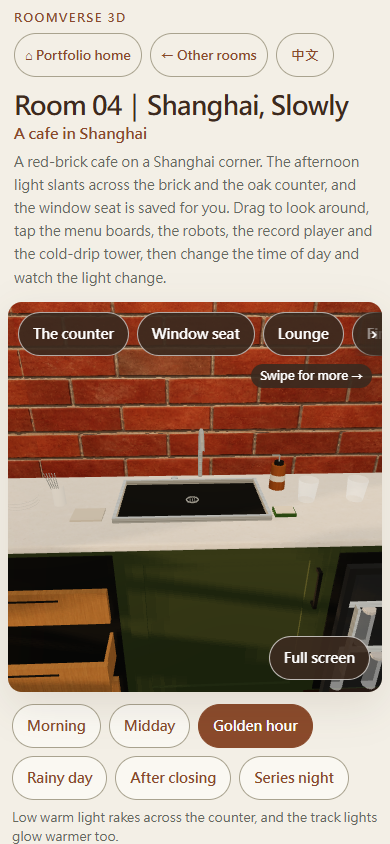 ROOMVERSE 3D
⌂ Portfolio home
← Other rooms
中文
Room 04 | Shanghai, Slowly
A cafe in Shanghai
A red-brick cafe on a Shanghai corner. The afternoon
light slants across the brick and the oak counter, and
the window seat is saved for you. Drag to look around,
tap the menu boards, the robots, the record player and
the cold-drip tower, then change the time of day and
watch the light change.
The counter
Window seat
Lounge
›
Swipe for more →
Full screen
Morning
Midday
Golden hour
Rainy day
After closing
Series night
Low warm light rakes across the counter, and the track lights
glow warmer too.